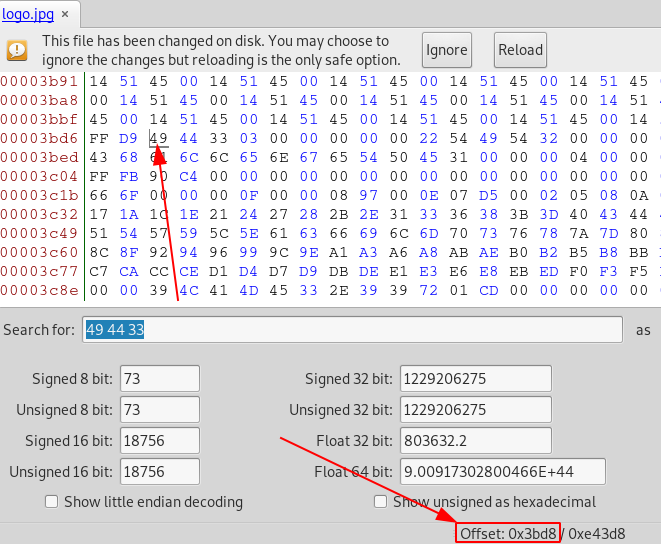 logo.jpg ×
This file has been changed on disk. You may choose to
ignore the changes but reloading is the only safe option.
Ignore
Reload
00003b91 14 51 45 00 14 51 45 00 14 51 45 00 14 51 45 00 14 51 45 00 14 51 45
00003ba8 00 14 51 45 00 14 51 45 00 14 51 45 00 14 51 45 00 14 51 45 00 14 51
00003bbf 45 00 14 51 45 00 14 51 45 00 14 51 45 00 14 51 45 00 14 51 45 00 14
00003bd6 FF D9 49 44 33 03 00 00 00 00 00 22 54 49 54 32 00 00 00
00003bed 43 68 61 6C 6C 65 6E 67 65 54 50 45 31 00 00 00 04 00 00
00003c04 FF FB 90 C4 00 00 00 00 00 00 00 00 00 00 00 00 00 00 00
00003c1b 66 6F 00 00 00 0F 00 00 08 97 00 0E 07 D5 00 02 05 08 0A
00003c32 17 1A 1C 1E 21 24 27 28 2B 2E 31 33 36 38 3B 3D 40 43 44
00003c49 51 54 57 59 5C 5E 61 63 66 69 6C 6D 70 73 76 78 7A 7D 80
00003c60 8C 8F 92 94 96 99 9C 9E A1 A3 A6 A8 AB AE B0 B2 B5 B8 BB
00003c77 C7 CA CC CE D1 D4 D7 D9 DB DE E1 E3 E6 E8 EB ED F0 F3 F5
00003c8e 00 00 39 4C 41 4D 45 33 2E 39 39 72 01 CD 00 00 00 00 00
Search for: 49 44 33 as
Signed 8 bit: 73 Signed 32 bit: 1229206275
Unsigned 8 bit: 73 Unsigned 32 bit: 1229206275
Signed 16 bit: 18756 Float 32 bit: 803632.2
Unsigned 16 bit: 18756 Float 64 bit: 9.00917302800466E+44
Show little endian decoding Show unsigned as hexadecimal
Offset: 0x3bd8 / 0xe43d8